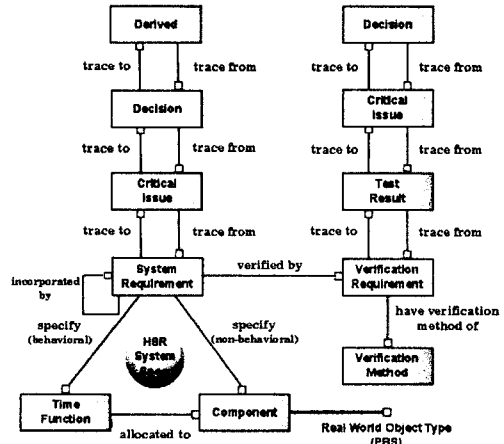 Derived
Decision
trace to
trace from
trace to
trace from
Decision
Critical
Issue
trace to
trace from
trace to
trace from
Critical
Issue
Test
Result
trace to
trace from
trace to
trace from
System
Requirement
verified by
Verification
Requirement
incorporated
by
specify
(behavioral)
HBR
System
specify
(non-behavioral)
have verification
method of
Verification
Method
Time
Function
Component
allocated to
Real World Object Type
(PBS)